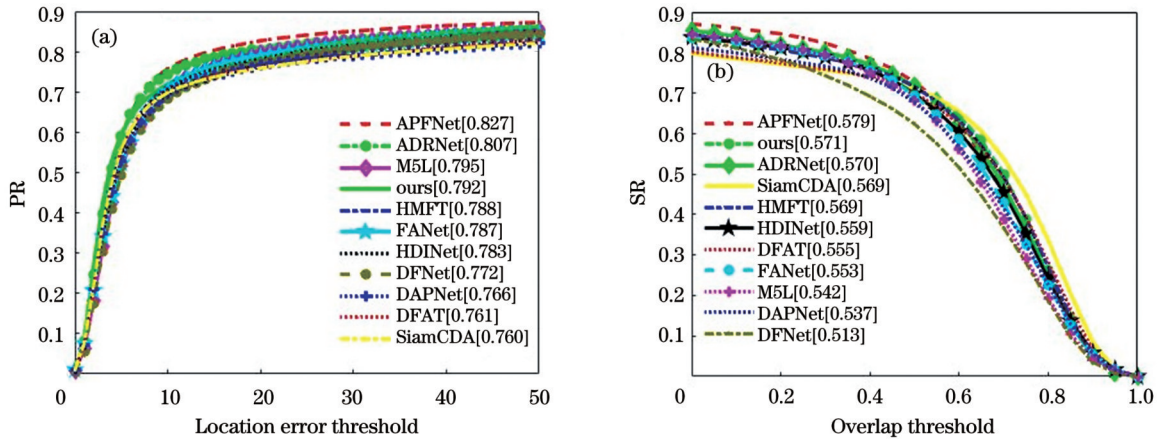 (a)
PR
0.9
0.8
0.7
0.6
0.5
0.4
0.3
0.2
0.1
APFNet[0.827]
ADRNet[0.807]
M5L[0.795]
ours[0.792]
HMFT[0.788]
FANet[0.787]
HDINet[0.783]
DFNet[0.772]
DAPNet[0.766]
DFAT[0.761]
SiamCDA[0.760]
0 10 20 30 40 50
Location error threshold
(b)
SR
0.9
0.8
0.7
0.6
0.5
0.4
0.3
0.2
0.1
APFNet[0.579]
ours[0.571]
ADRNet[0.570]
SiamCDA[0.569]
HMFT[0.569]
HDINet[0.559]
DFAT[0.555]
FANet[0.553]
M5L[0.542]
DAPNet[0.537]
DFNet[0.513]
0 0.2 0.4 0.6 0.8 1.0
Overlap threshold